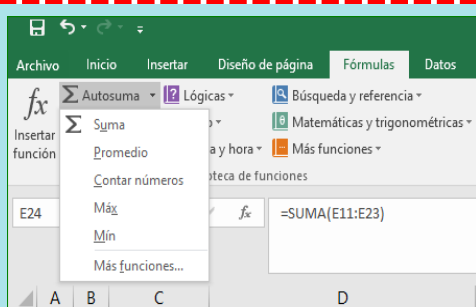 Archivo Inicio Insertar Diseño de página Fórmulas Datos
fx Insertar función
Σ Autosuma
Lógicas
Búsqueda y referencia
Matemáticas y trigonométricas
a y hora
Más funciones
teca de funciones
Σ Suma
Promedio
Contar números
Máx
Mín
Más funciones...
E24 fx =SUMA(E11:E23)
A B C D